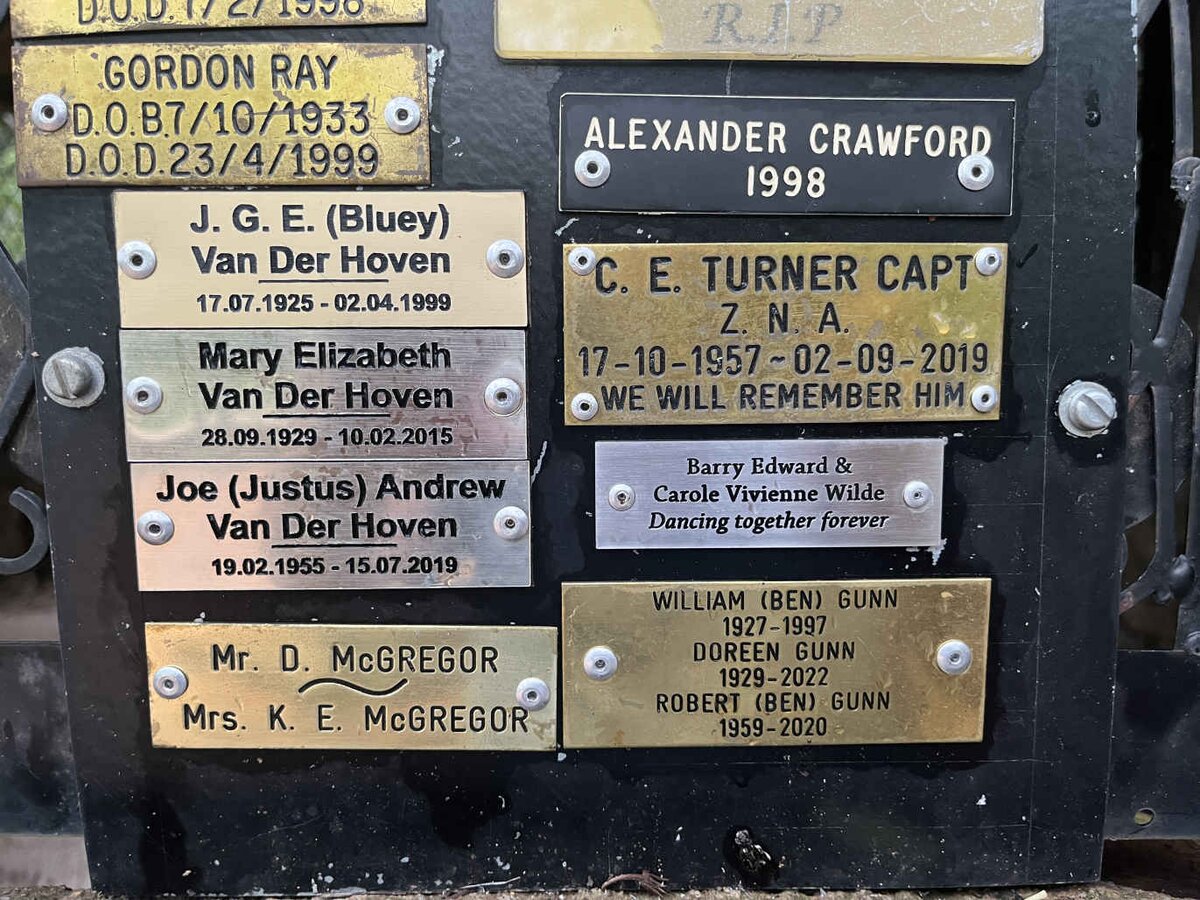 D.O.D.7/2/1998
GORDON RAY
D.O.B.7/10/1933
D.O.D.23/4/1999
J. G. E. (Bluey)
Van Der Hoven
17.07.1925 - 02.04.1999
Mary Elizabeth
Van Der Hoven
28.09.1929 - 10.02.2015
Joe (Justus) Andrew
Van Der Hoven
19.02.1955 - 15.07.2019
Mr. D. McGREGOR
Mrs. K. E. McGREGOR
R.I.P
ALEXANDER CRAWFORD
1998
C. E. TURNER CAPT
Z. N. A.
17-10-1957~02-09-2019
WE WILL REMEMBER HIM
Barry Edward &
Carole Vivienne Wilde
Dancing together forever
WILLIAM (BEN) GUNN
1927-1997
DOREEN GUNN
1929-2022
ROBERT (BEN) GUNN
1959-2020